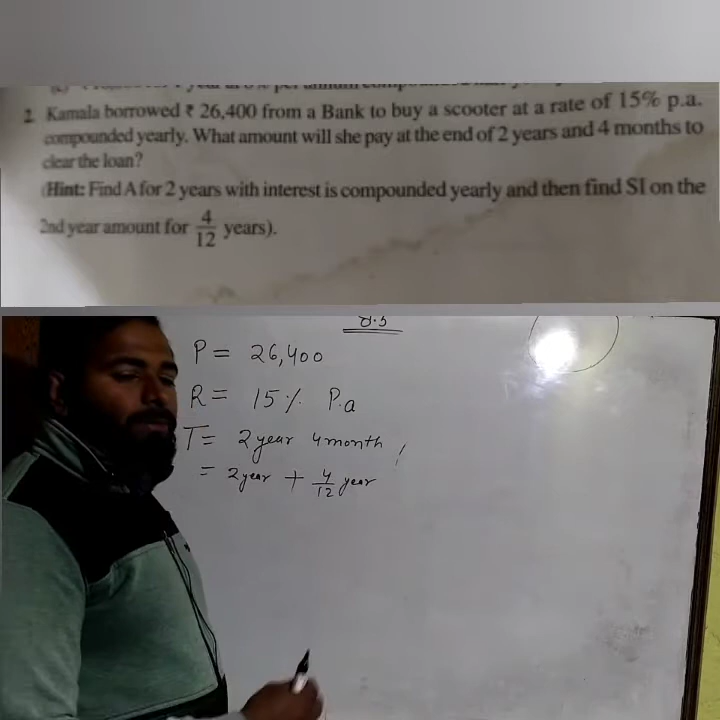 2. Kamala borrowed ₹ 26,400 from a Bank to buy a scooter at a rate of 15% p.a.
compounded yearly. What amount will she pay at the end of 2 years and 4 months to
clear the loan?
(Hint: Find A for 2 years with interest is compounded yearly and then find SI on the
2nd year amount for 4/12 years).
P = 26,400
R = 15% P.a
T = 2 year 4 month
= 2 year + 4/12 year